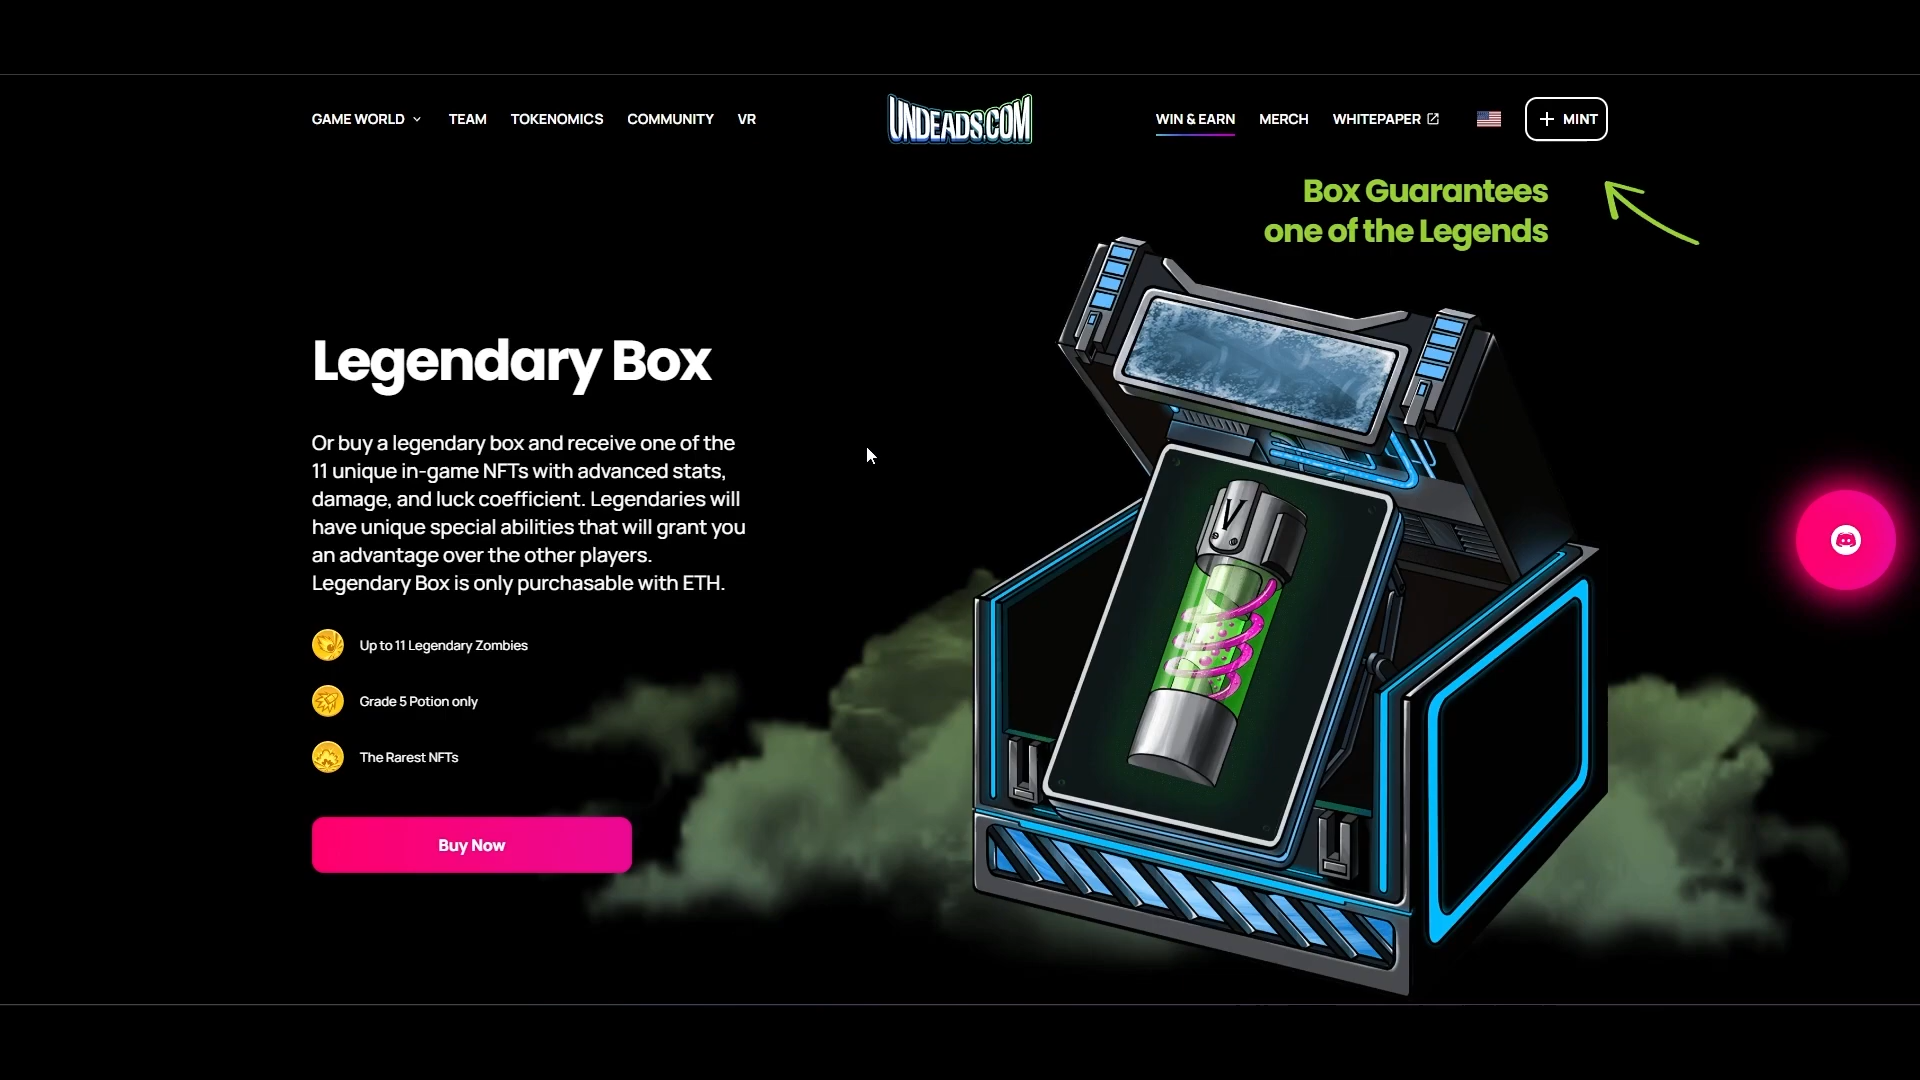 GAME WORLD
TEAM
TOKENOMICS
COMMUNITY
VR
UNDEADS.COM
WIN & EARN
MERCH
WHITEPAPER
MINT
Box Guarantees
one of the Legends
Legendary Box
Or buy a legendary box and receive one of the
11 unique in-game NFTs with advanced stats,
damage, and luck coefficient. Legendaries will
have unique special abilities that will grant you
an advantage over the other players.
Legendary Box is only purchasable with ETH.
Up to 11 Legendary Zombies
Grade 5 Potion only
The Rarest NFTs
Buy Now
V